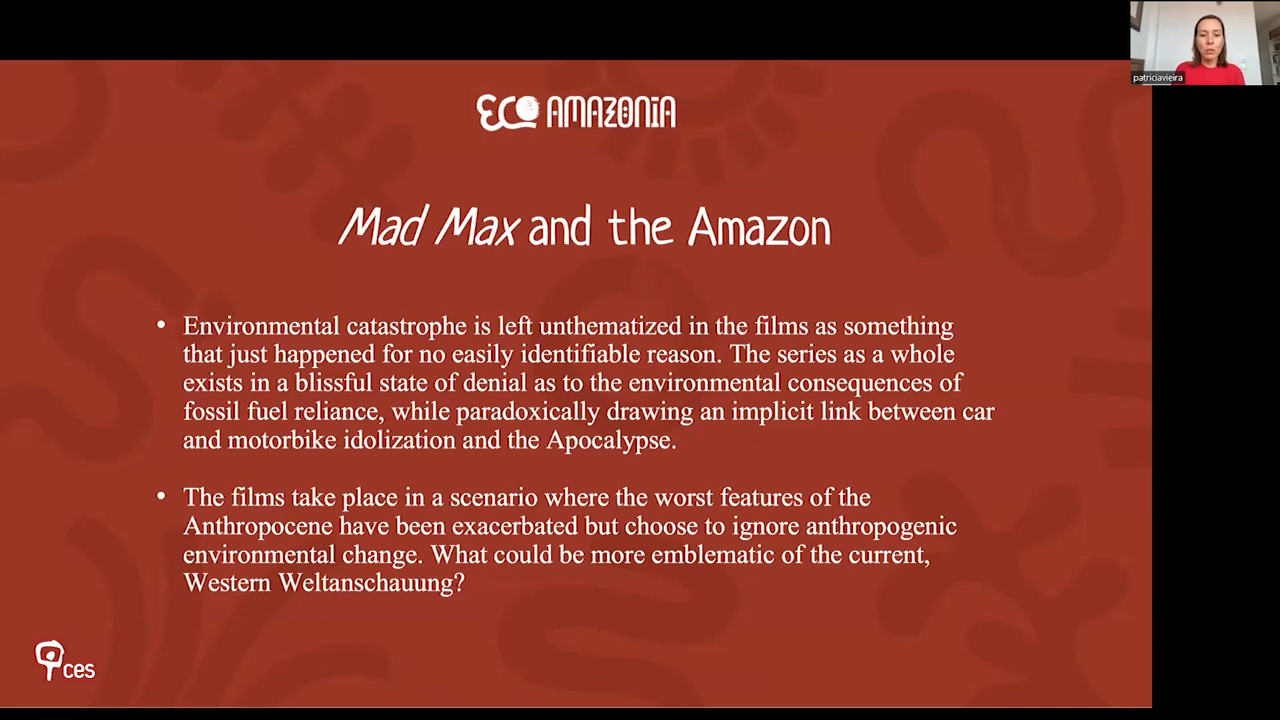 patriciavieira
ECO AMAZONIA
Mad Max and the Amazon
• Environmental catastrophe is left unthematized in the films as something
that just happened for no easily identifiable reason. The series as a whole
exists in a blissful state of denial as to the environmental consequences of
fossil fuel reliance, while paradoxically drawing an implicit link between car
and motorbike idolization and the Apocalypse.
• The films take place in a scenario where the worst features of the
Anthropocene have been exacerbated but choose to ignore anthropogenic
environmental change. What could be more emblematic of the current,
Western Weltanschauung?
ces